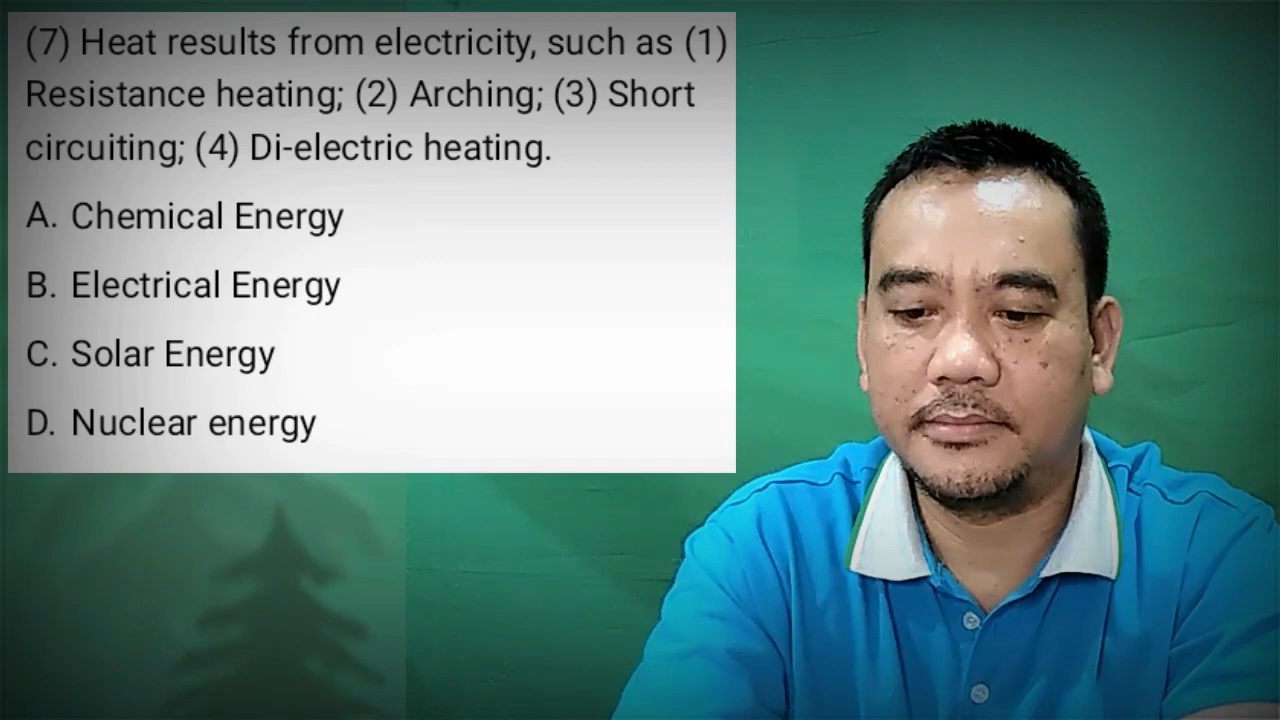 (7) Heat results from electricity, such as (1)
Resistance heating; (2) Arching; (3) Short
circuiting; (4) Di-electric heating.
A. Chemical Energy
B. Electrical Energy
C. Solar Energy
D. Nuclear energy